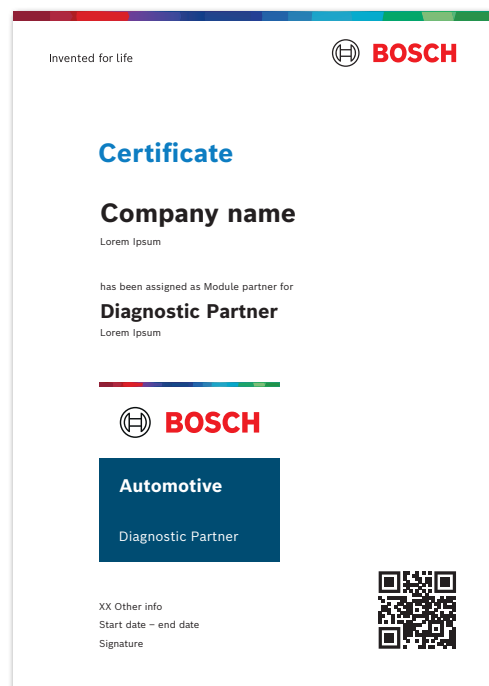 Invented for life
BOSCH
Certificate
Company name
Lorem Ipsum
has been assigned as Module partner for
Diagnostic Partner
Lorem Ipsum
BOSCH
Automotive
Diagnostic Partner
XX Other info
Start date – end date
Signature